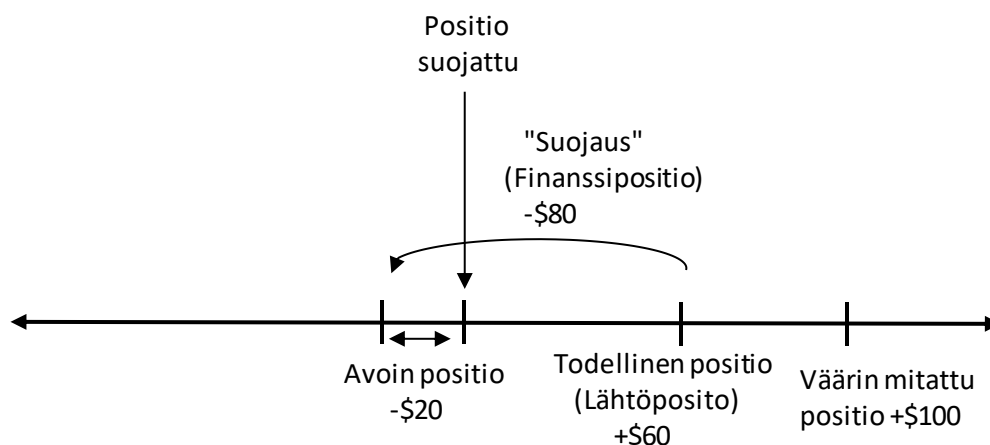 Positio
suojattu
"Suojaus"
(Finanssipositio)
-$80
Avoin positio
-$20
Todellinen positio
(Lähtöposito)
+$60
Väärin mitattu
positio +$100